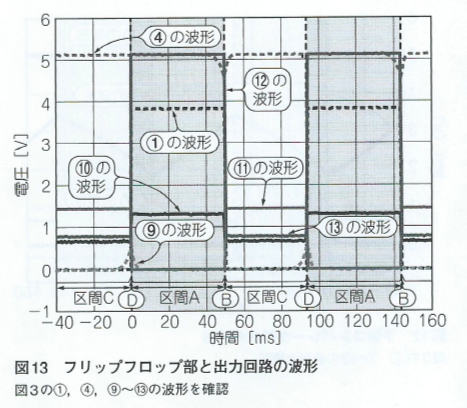 6
5
4
3
2
1
0
-1
電圧 [V]
④の波形
⑫の
波形
①の波形
⑩の
波形
⑪の波形
⑨の波形
⑬の波形
区間C
D
区間A
B
区間C
D
区間A
B
-40 -20 0 20 40 60 80 100 120 140 160
時間 [ms]
図13 フリップフロップ部と出力回路の波形
図3の①，④，⑨〜⑬の波形を確認